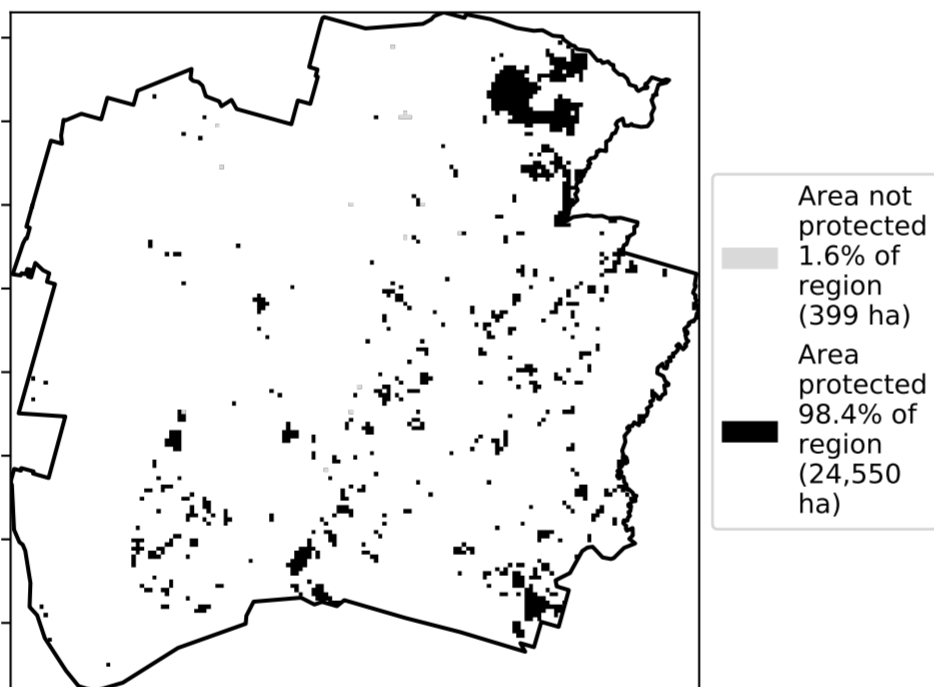 Area not
protected
1.6% of
region
(399 ha)
Area
protected
98.4% of
region
(24,550
ha)